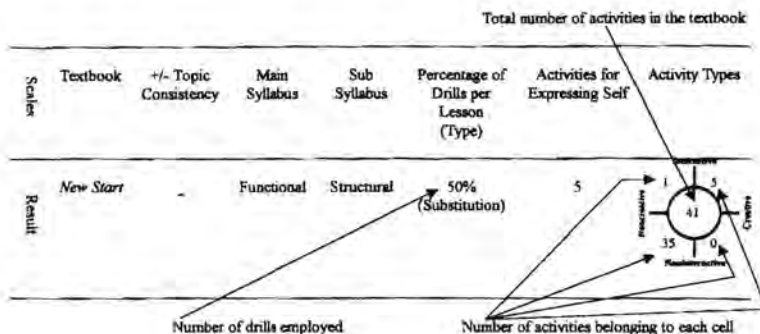 Total number of activities in the textbook
Scales
Textbook
+/- Topic
Consistency
Main
Syllabus
Sub
Syllabus
Percentage of
Drills per
Lesson
(Type)
Activities for
Expressing Self
Activity Types
Result
New Start
-
Functional
Structural
50%
(Substitution)
5
1
5
41
35
0
Creative
Number of drills employed
Number of activities belonging to each cell